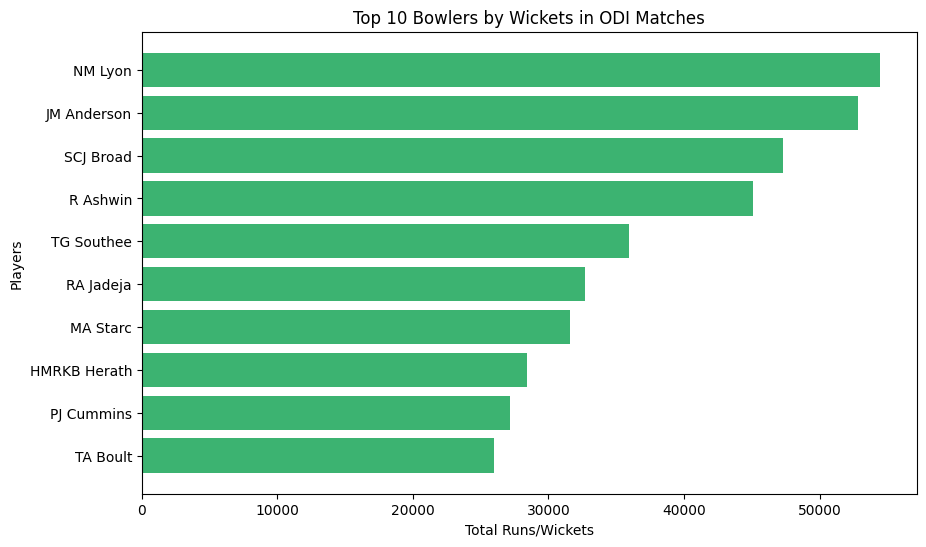 Top 10 Bowlers by Wickets in ODI Matches
Players
NM Lyon
JM Anderson
SCJ Broad
R Ashwin
TG Southee
RA Jadeja
MA Starc
HMRKB Herath
PJ Cummins
TA Boult
0 10000 20000 30000 40000 50000
Total Runs/Wickets